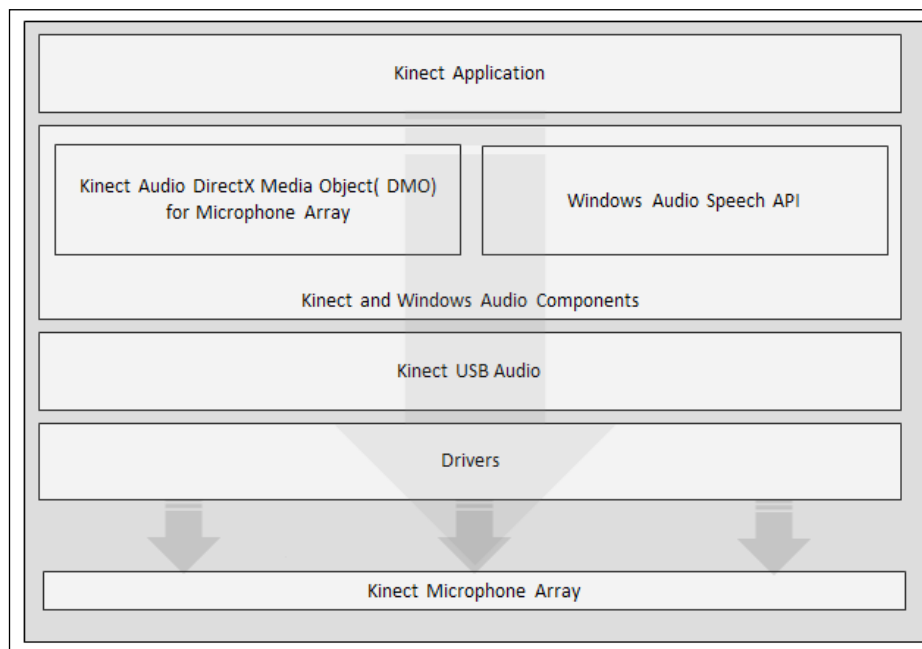 Kinect Application
Kinect Audio DirectX Media Object( DMO)
for Microphone Array
Windows Audio Speech API
Kinect and Windows Audio Components
Kinect USB Audio
Drivers
Kinect Microphone Array